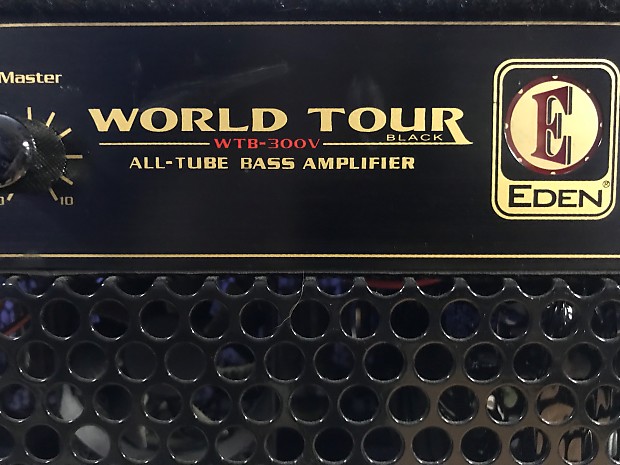 Master
WORLD TOUR
BLACK
WTB-300V
ALL-TUBE BASS AMPLIFIER
10
E
EDEN®